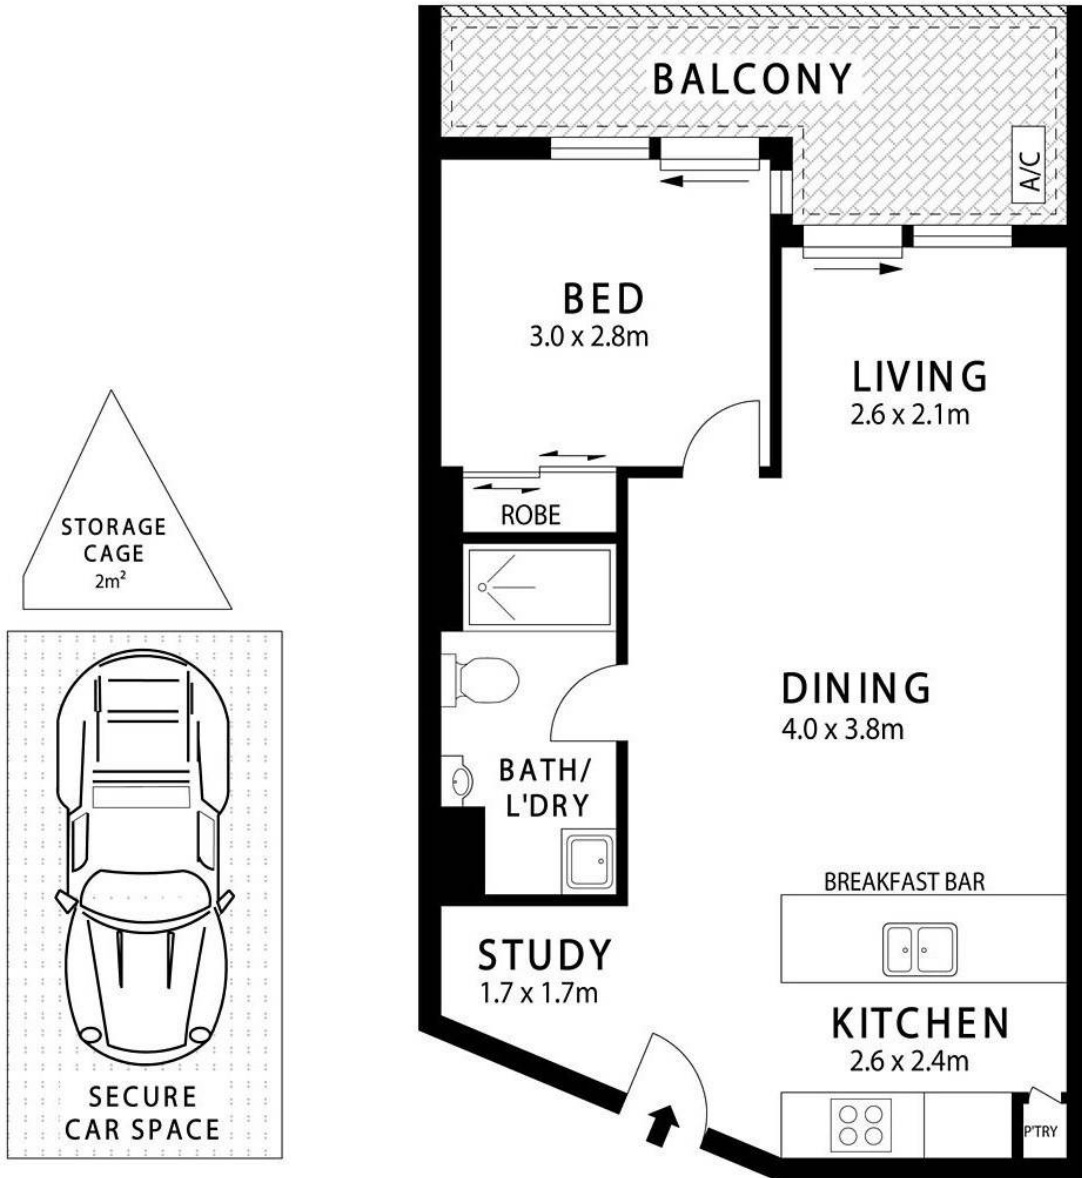 BALCONY
A/C
BED
3.0 x 2.8m
LIVING
2.6 x 2.1m
ROBE
STORAGE
CAGE
2m²
DINING
4.0 x 3.8m
BATH/
L'DRY
BREAKFAST BAR
STUDY
1.7 x 1.7m
KITCHEN
2.6 x 2.4m
P'TRY
SECURE
CAR SPACE